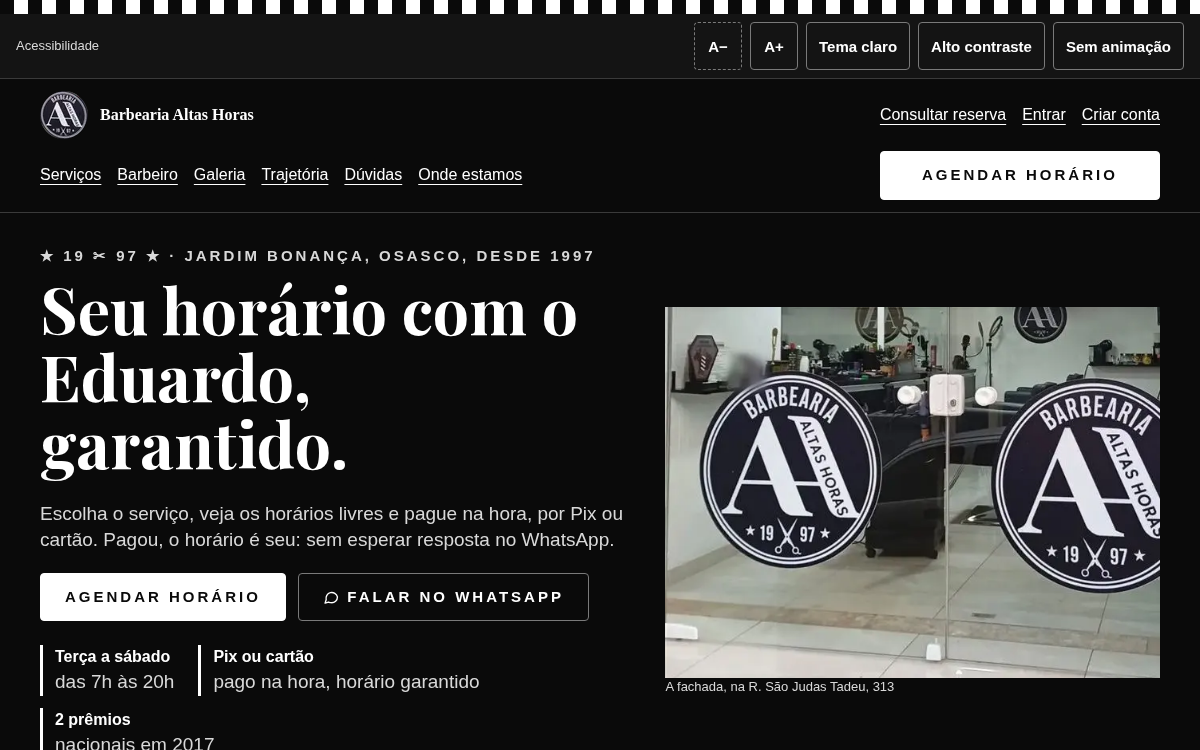 Acessibilidade
A− A+ Tema claro Alto contraste Sem animação
Barbearia Altas Horas
Consultar reserva Entrar Criar conta
Serviços Barbeiro Galeria Trajetória Dúvidas Onde estamos
AGENDAR HORÁRIO
★ 19 ✂ 97 ★ · JARDIM BONANÇA, OSASCO, DESDE 1997
Seu horário com o
Eduardo,
garantido.
Escolha o serviço, veja os horários livres e pague na hora, por Pix ou
cartão. Pagou, o horário é seu: sem esperar resposta no WhatsApp.
AGENDAR HORÁRIO
FALAR NO WHATSAPP
Terça a sábado
das 7h às 20h
Pix ou cartão
pago na hora, horário garantido
2 prêmios
nacionais em 2017
BARBEARIA
AA
ALTAS HORAS
★ 19 97 ★
BARBEARIA
AA
ALTAS HORAS
★ 19 97 ★
A fachada, na R. São Judas Tadeu, 313